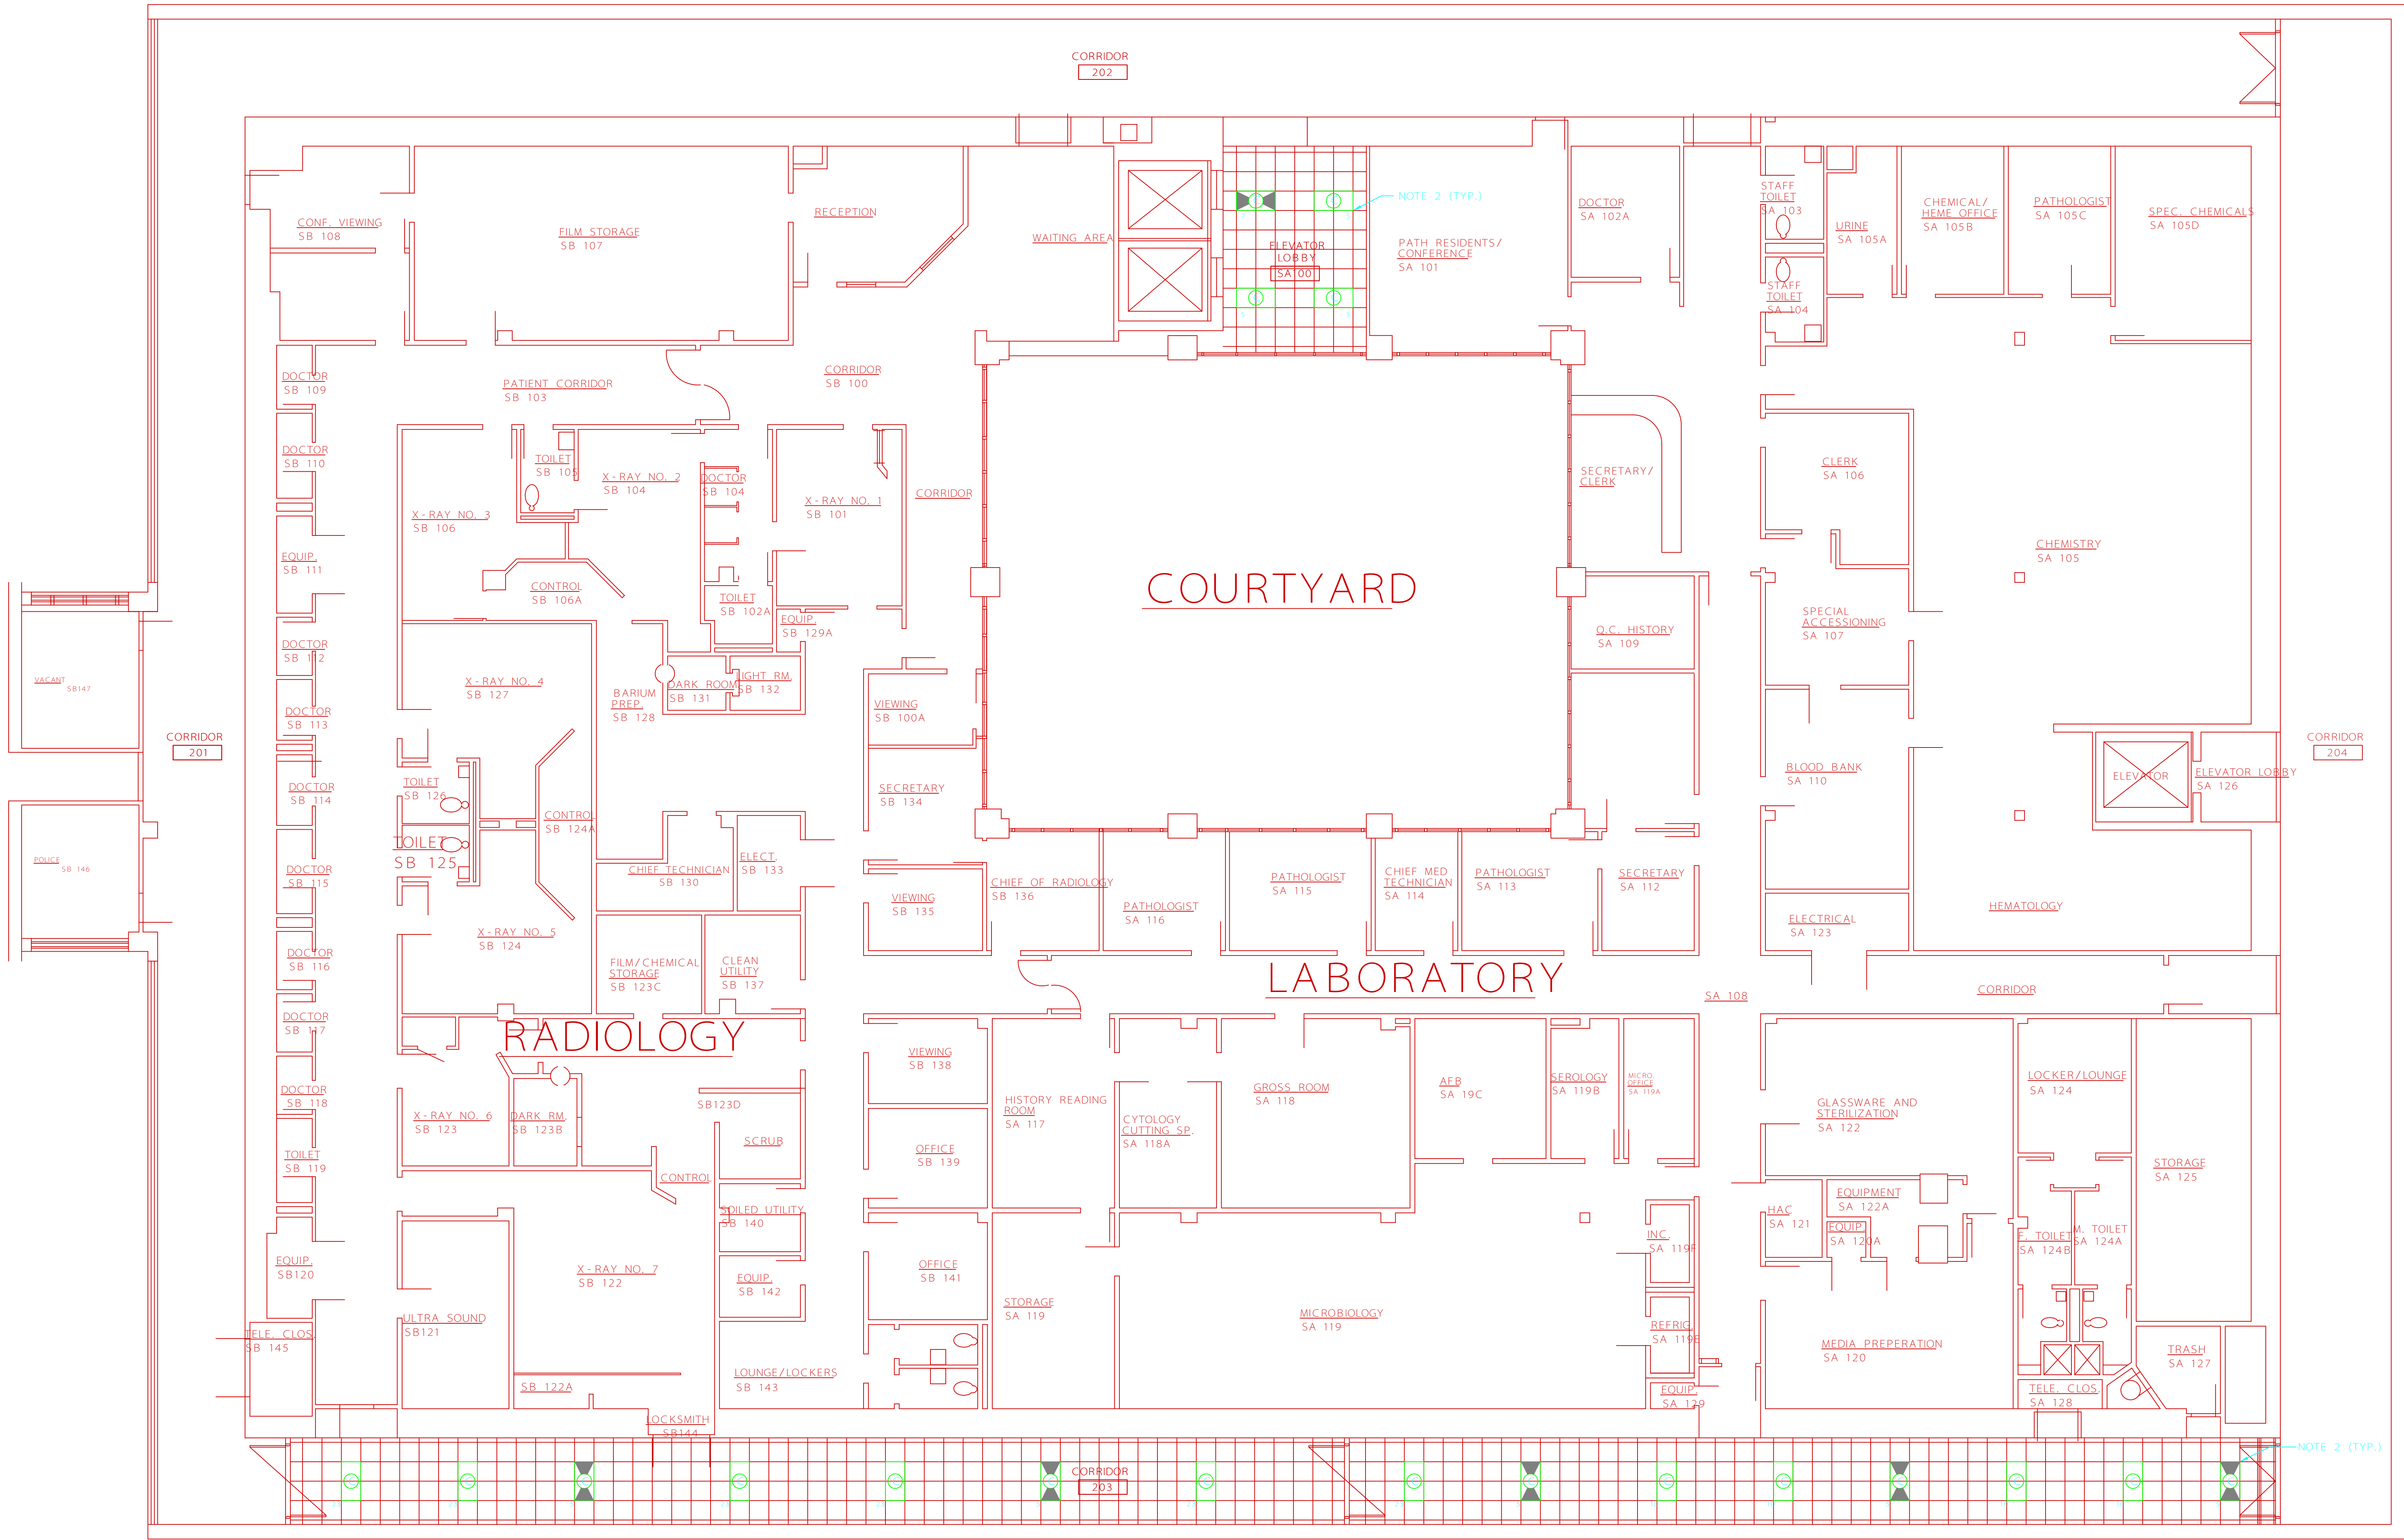 CORRIDOR
202
CONF. VIEWING
SB 108
FILM STORAGE
SB 107
RECEPTION
WAITING AREA
NOTE 2 (TYP.)
ELEVATOR
LOBBY
SA100
PATH RESIDENTS/
CONFERENCE
SA 101
DOCTOR
SA 102A
STAFF
TOILET
SA 103
STAFF
TOILET
SA 104
URINE
SA 105A
CHEMICAL/
HEME OFFICE
SA 105B
PATHOLOGIST
SA 105C
SPEC. CHEMICALS
SA 105D
DOCTOR
SB 109
PATIENT CORRIDOR
SB 103
CORRIDOR
SB 100
DOCTOR
SB 110
TOILET
SB 105
X-RAY NO. 2
SB 104
DOCTOR
SB 104
X-RAY NO. 1
SB 101
CORRIDOR
SECRETARY/
CLERK
CLERK
SA 106
X-RAY NO. 3
SB 106
EQUIP.
SB 111
CONTROL
SB 106A
TOILET
SB 102A
EQUIP.
SB 129A
COURTYARD
CHEMISTRY
SA 105
Q.C. HISTORY
SA 109
SPECIAL
ACCESSIONING
SA 107
DOCTOR
SB 112
VACANT
SB147
X-RAY NO. 4
SB 127
BARIUM
PREP.
SB 128
DARK ROOM
SB 131
LIGHT RM.
SB 132
DOCTOR
SB 113
VIEWING
SB 100A
CORRIDOR
201
CORRIDOR
204
DOCTOR
SB 114
TOILET
SB 126
SECRETARY
SB 134
BLOOD BANK
SA 110
ELEVATOR
ELEVATOR LOBBY
SA 126
CONTROL
SB 124A
TOILET
SB 125
POLICE
SB 146
DOCTOR
SB 115
CHIEF TECHNICIAN
SB 130
ELECT.
SB 133
VIEWING
SB 135
CHIEF OF RADIOLOGY
SB 136
PATHOLOGIST
SA 116
PATHOLOGIST
SA 115
CHIEF MED
TECHNICIAN
SA 114
PATHOLOGIST
SA 113
SECRETARY
SA 112
ELECTRICAL
SA 123
HEMATOLOGY
X-RAY NO. 5
SB 124
DOCTOR
SB 116
FILM/CHEMICAL
STORAGE
SB 123C
CLEAN
UTILITY
SB 137
LABORATORY
SA 108
CORRIDOR
DOCTOR
SB 117
RADIOLOGY
VIEWING
SB 138
DOCTOR
SB 118
X-RAY NO. 6
SB 123
DARK RM.
SB 123B
SB123D
SCRUB
HISTORY READING
ROOM
SA 117
CYTOLOGY
CUTTING SP.
SA 118A
GROSS ROOM
SA 118
AFB
SA 19C
SEROLOGY
SA 119B
MICRO.
OFFICE
SA 119A
GLASSWARE AND
STERILIZATION
SA 122
LOCKER/LOUNGE
SA 124
TOILET
SB 119
OFFICE
SB 139
CONTROL
STORAGE
SA 125
SOILED UTILITY
SB 140
HAC
SA 121
EQUIPMENT
SA 122A
EQUIP.
SA 120A
F. TOILET
SA 124B
M. TOILET
SA 124A
INC.
SA 119F
EQUIP.
SB120
X-RAY NO. 7
SB 122
EQUIP.
SB 142
OFFICE
SB 141
STORAGE
SA 119
MICROBIOLOGY
SA 119
REFRIG.
SA 119E
TELE. CLOS.
SB 145
ULTRA SOUND
SB121
MEDIA PREPERATION
SA 120
TRASH
SA 127
SB 122A
LOUNGE/LOCKERS
SB 143
EQUIP.
SA 129
TELE. CLOS.
SA 128
LOCKSMITH
SB144
NOTE 2 (TYP.)
CORRIDOR
203